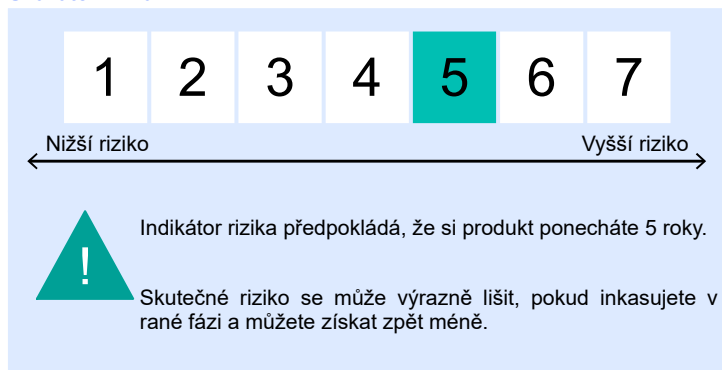 1 2 3 4 5 6 7
Nižší riziko Vyšší riziko
!
Indikátor rizika předpokládá, že si produkt ponecháte 5 roky.
Skutečné riziko se může výrazně lišit, pokud inkasujete v
rané fázi a můžete získat zpět méně.